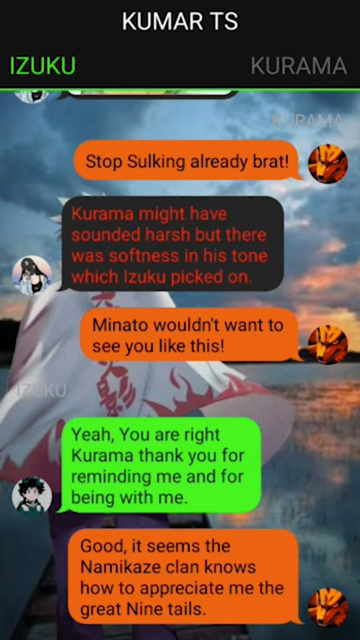 KUMAR TS
IZUKU
KURAMA
KURAMA
Stop Sulking already brat!
Kurama might have
sounded harsh but there
was softness in his tone
which Izuku picked on.
Minato wouldn't want to
see you like this!
IZUKU
Yeah, You are right
Kurama thank you for
reminding me and for
being with me.
Good, it seems the
Namikaze clan knows
how to appreciate me the
great Nine tails.